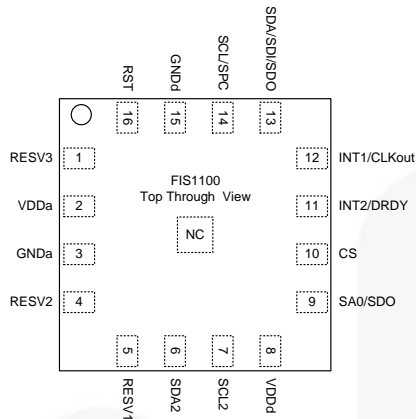 SDA/SDI/SDO
SCL/SPC
GNDd
RST
16
15
14
13
RESV3
1
12
INT1/CLKout
FIS1100
Top Through View
VDDa
2
11
INT2/DRDY
NC
GNDa
3
10
CS
RESV2
4
9
SA0/SDO
5
6
7
8
RESV1
SDA2
SCL2
VDDd